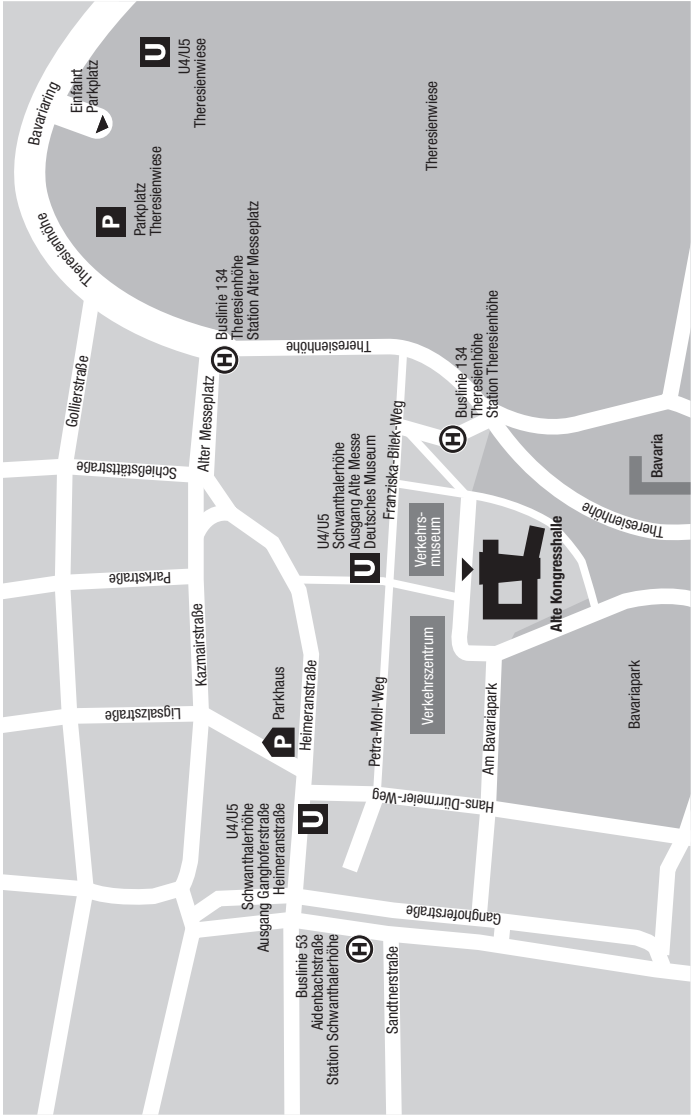 Bavariaring
Einfahrt
Parkplatz
U
U4/U5
Theresienwiese
P
Parkplatz
Theresienwiese
Theresienhöhe
Theresienwiese
Gollierstraße
H
Buslinie 134
Theresienhöhe
Station Alter Messeplatz
Theresienhöhe
Alter Messeplatz
Schießstättstraße
H
Buslinie 134
Theresienhöhe
Station Theresienhöhe
Franziska-Bilek-Weg
U4/U5
Schwanthalerhöhe
Ausgang Alte Messe
Deutsches Museum
U
Verkehrs-
museum
Bavaria
Theresienhöhe
Alte Kongresshalle
Parkstraße
Kazmairstraße
Ligsalzstraße
P
Parkhaus
Heimeranstraße
Petra-Moll-Weg
Verkehrszentrum
Am Bavariapark
Bavariapark
Hans-Dürrmeier-Weg
U4/U5
Schwanthalerhöhe
Ausgang Ganghoferstraße
Heimeranstraße
U
Ganghoferstraße
Buslinie 53
Aidenbachstraße
Station Schwanthalerhöhe
H
Sandtnerstraße